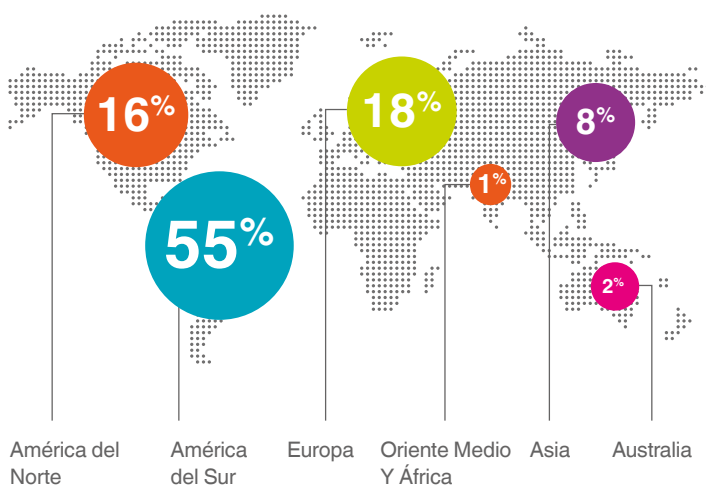 16%
18%
8%
1%
55%
2%
América del
Norte
América
del Sur
Europa
Oriente Medio
Y África
Asia
Australia